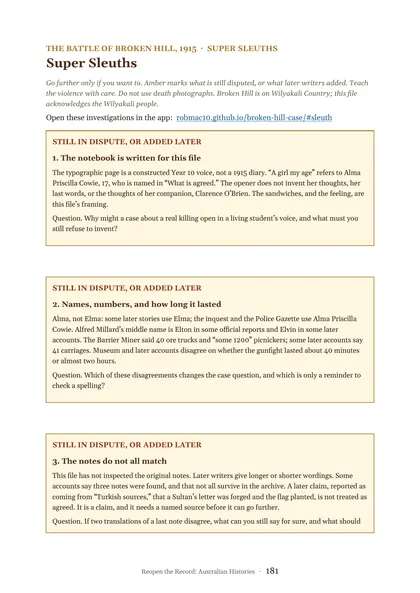 THE BATTLE OF BROKEN HILL, 1915 · SUPER SLEUTHS
Super Sleuths
Go further only if you want to. Amber marks what is still disputed, or what later writers added. Teach
the violence with care. Do not use death photographs. Broken Hill is on Wilyakali Country; this file
acknowledges the Wilyakali people.
Open these investigations in the app: robmac10.github.io/broken-hill-case/#sleuth
STILL IN DISPUTE, OR ADDED LATER
1. The notebook is written for this file
The typographic page is a constructed Year 10 voice, not a 1915 diary. “A girl my age” refers to Alma
Priscilla Cowie, 17, who is named in “What is agreed.” The opener does not invent her thoughts, her
last words, or the thoughts of her companion, Clarence O’Brien. The sandwiches, and the feeling, are
this file’s framing.
Question. Why might a case about a real killing open in a living student’s voice, and what must you
still refuse to invent?
STILL IN DISPUTE, OR ADDED LATER
2. Names, numbers, and how long it lasted
Alma, not Elma: some later stories use Elma; the inquest and the Police Gazette use Alma Priscilla
Cowie. Alfred Millard’s middle name is Elton in some official reports and Elvin in some later
accounts. The Barrier Miner said 40 ore trucks and “some 1200” picnickers; some later accounts say
41 carriages. Museum and later accounts disagree on whether the gunfight lasted about 40 minutes
or almost two hours.
Question. Which of these disagreements changes the case question, and which is only a reminder to
check a spelling?
STILL IN DISPUTE, OR ADDED LATER
3. The notes do not all match
This file has not inspected the original notes. Later writers give longer or shorter wordings. Some
accounts say three notes were found, and that not all survive in the archive. A later claim, reported as
coming from “Turkish sources,” that a Sultan’s letter was forged and the flag planted, is not treated as
agreed. It is a claim, and it needs a named source before it can go further.
Question. If two translations of a last note disagree, what can you still say for sure, and what should
Reopen the Record: Australian Histories · 181